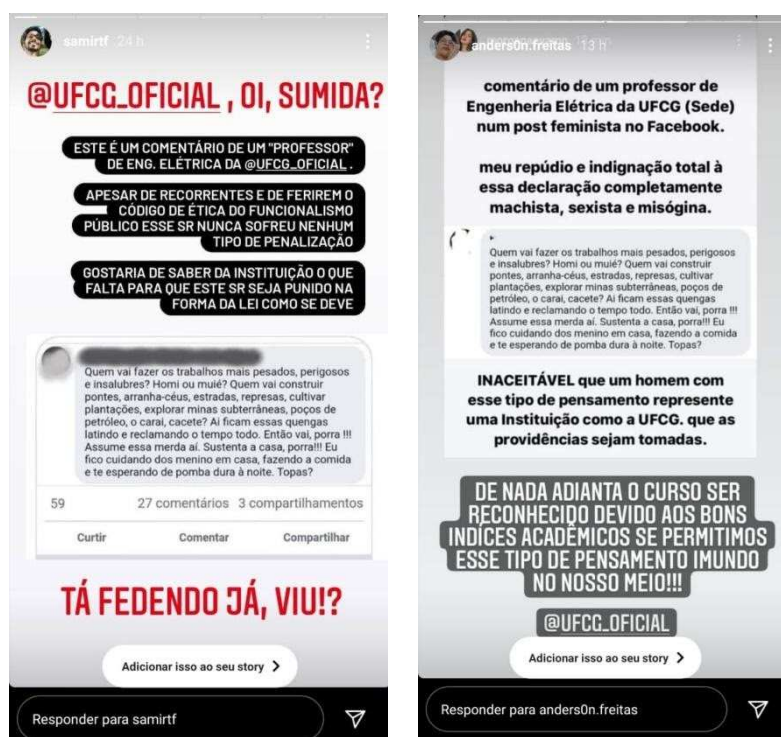 samirtf 24 h
@UFCG_OFICIAL , OI, SUMIDA?
ESTE É UM COMENTÁRIO DE UM "PROFESSOR"
DE ENG. ELÉTRICA DA @UFCG_OFICIAL .
APESAR DE RECORRENTES E DE FERIREM O
CÓDIGO DE ÉTICA DO FUNCIONALISMO
PÚBLICO ESSE SR NUNCA SOFREU NENHUM
TIPO DE PENALIZAÇÃO
GOSTARIA DE SABER DA INSTITUIÇÃO O QUE
FALTA PARA QUE ESTE SR SEJA PUNIDO NA
FORMA DA LEI COMO SE DEVE
Quem vai fazer os trabalhos mais pesados, perigosos
e insalubres? Homi ou muié? Quem vai construir
pontes, arranha-céus, estradas, represas, cultivar
plantações, explorar minas subterrâneas, poços de
petróleo, o carai, cacete? Ai ficam essas quengas
latindo e reclamando o tempo todo. Então vai, porra !!!
Assume essa merda aí. Sustenta a casa, porra!!! Eu
fico cuidando dos menino em casa, fazendo a comida
e te esperando de pomba dura à noite. Topas?
59 27 comentários 3 compartilhamentos
Curtir Comentar Compartilhar
TÁ FEDENDO JÁ, VIU!?
Adicionar isso ao seu story >
Responder para samirtf
anders0n.freitas 13 h
comentário de um professor de
Engenheria Elétrica da UFCG (Sede)
num post feminista no Facebook.
meu repúdio e indignação total à
essa declaração completamente
machista, sexista e misógina.
Quem vai fazer os trabalhos mais pesados, perigosos
e insalubres? Homi ou muié? Quem vai construir
pontes, arranha-céus, estradas, represas, cultivar
plantações, explorar minas subterrâneas, poços de
petróleo, o carai, cacete? Ai ficam essas quengas
latindo e reclamando o tempo todo. Então vai, porra !!!
Assume essa merda aí. Sustenta a casa, porra!!! Eu
fico cuidando dos menino em casa, fazendo a comida
e te esperando de pomba dura à noite. Topas?
INACEITÁVEL que um homem com
esse tipo de pensamento represente
uma Instituição como a UFCG. que as
providências sejam tomadas.
DE NADA ADIANTA O CURSO SER
RECONHECIDO DEVIDO AOS BONS
INDÍCES ACADÊMICOS SE PERMITIMOS
ESSE TIPO DE PENSAMENTO IMUNDO
NO NOSSO MEIO!!!
@UFCG_OFICIAL
Adicionar isso ao seu story >
Responder para anders0n.freitas